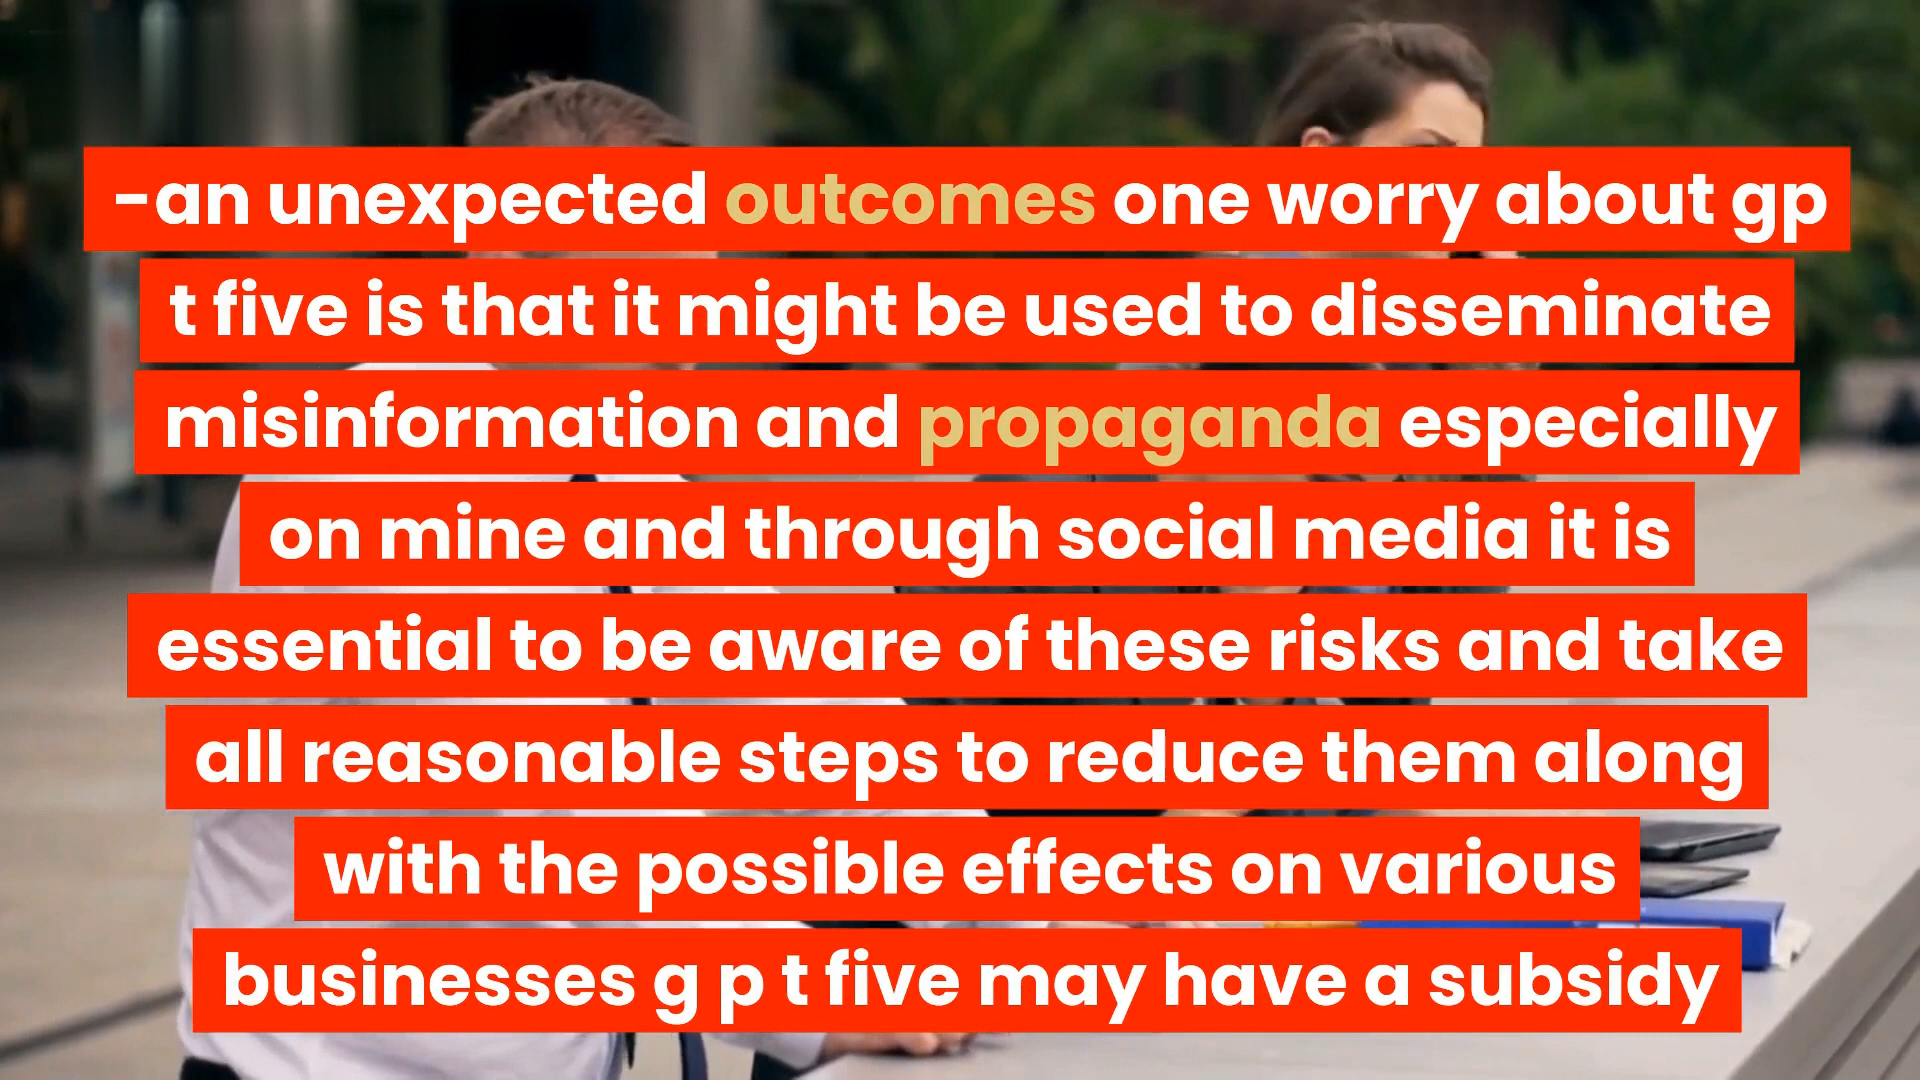 -an unexpected outcomes one worry about gp
t five is that it might be used to disseminate
misinformation and propaganda especially
on mine and through social media it is
essential to be aware of these risks and take
all reasonable steps to reduce them along
with the possible effects on various
businesses g p t five may have a subsidy